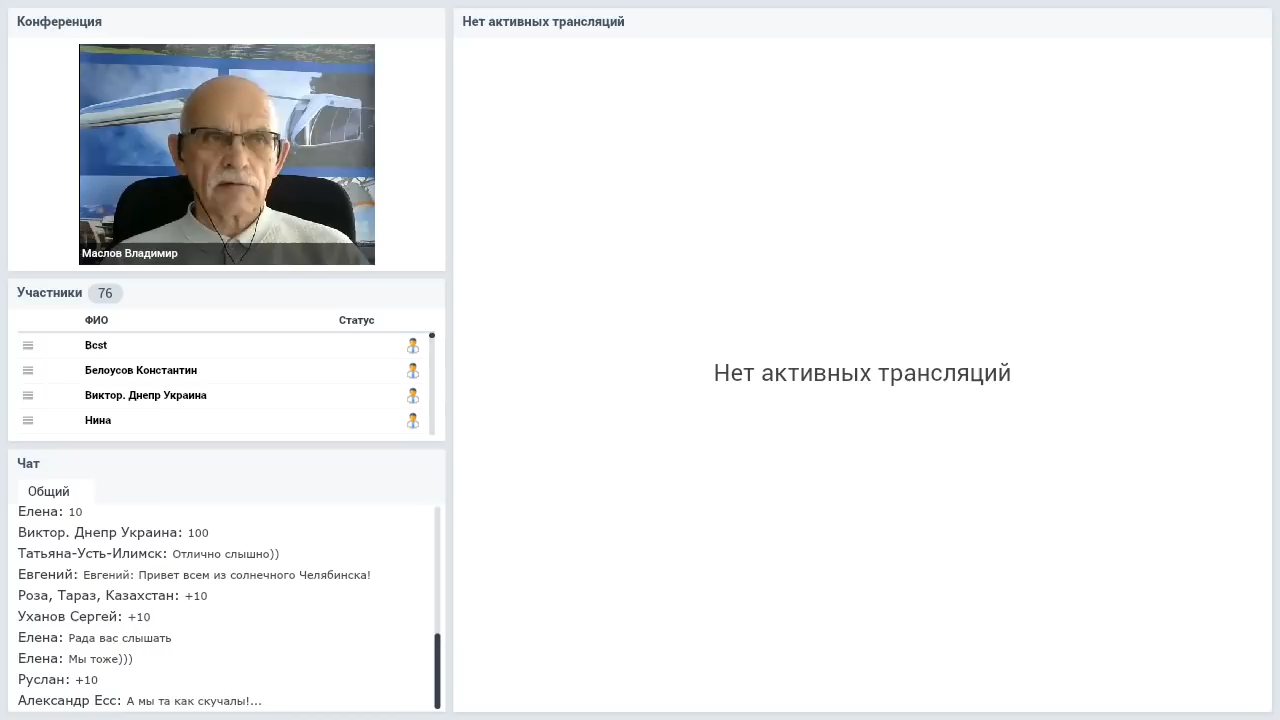 Конференция
Маслов Владимир
Участники 76
ФИО Статус
Bcst
Белоусов Константин
Виктор. Днепр Украина
Нина
Чат
Общий
Елена: 10
Виктор. Днепр Украина: 100
Татьяна-Усть-Илимск: Отлично слышно))
Евгений: Евгений: Привет всем из солнечного Челябинска!
Роза, Тараз, Казахстан: +10
Уханов Сергей: +10
Елена: Рада вас слышать
Елена: Мы тоже)))
Руслан: +10
Александр Есс: А мы та как скучалы!...
Нет активных трансляций
Нет активных трансляций